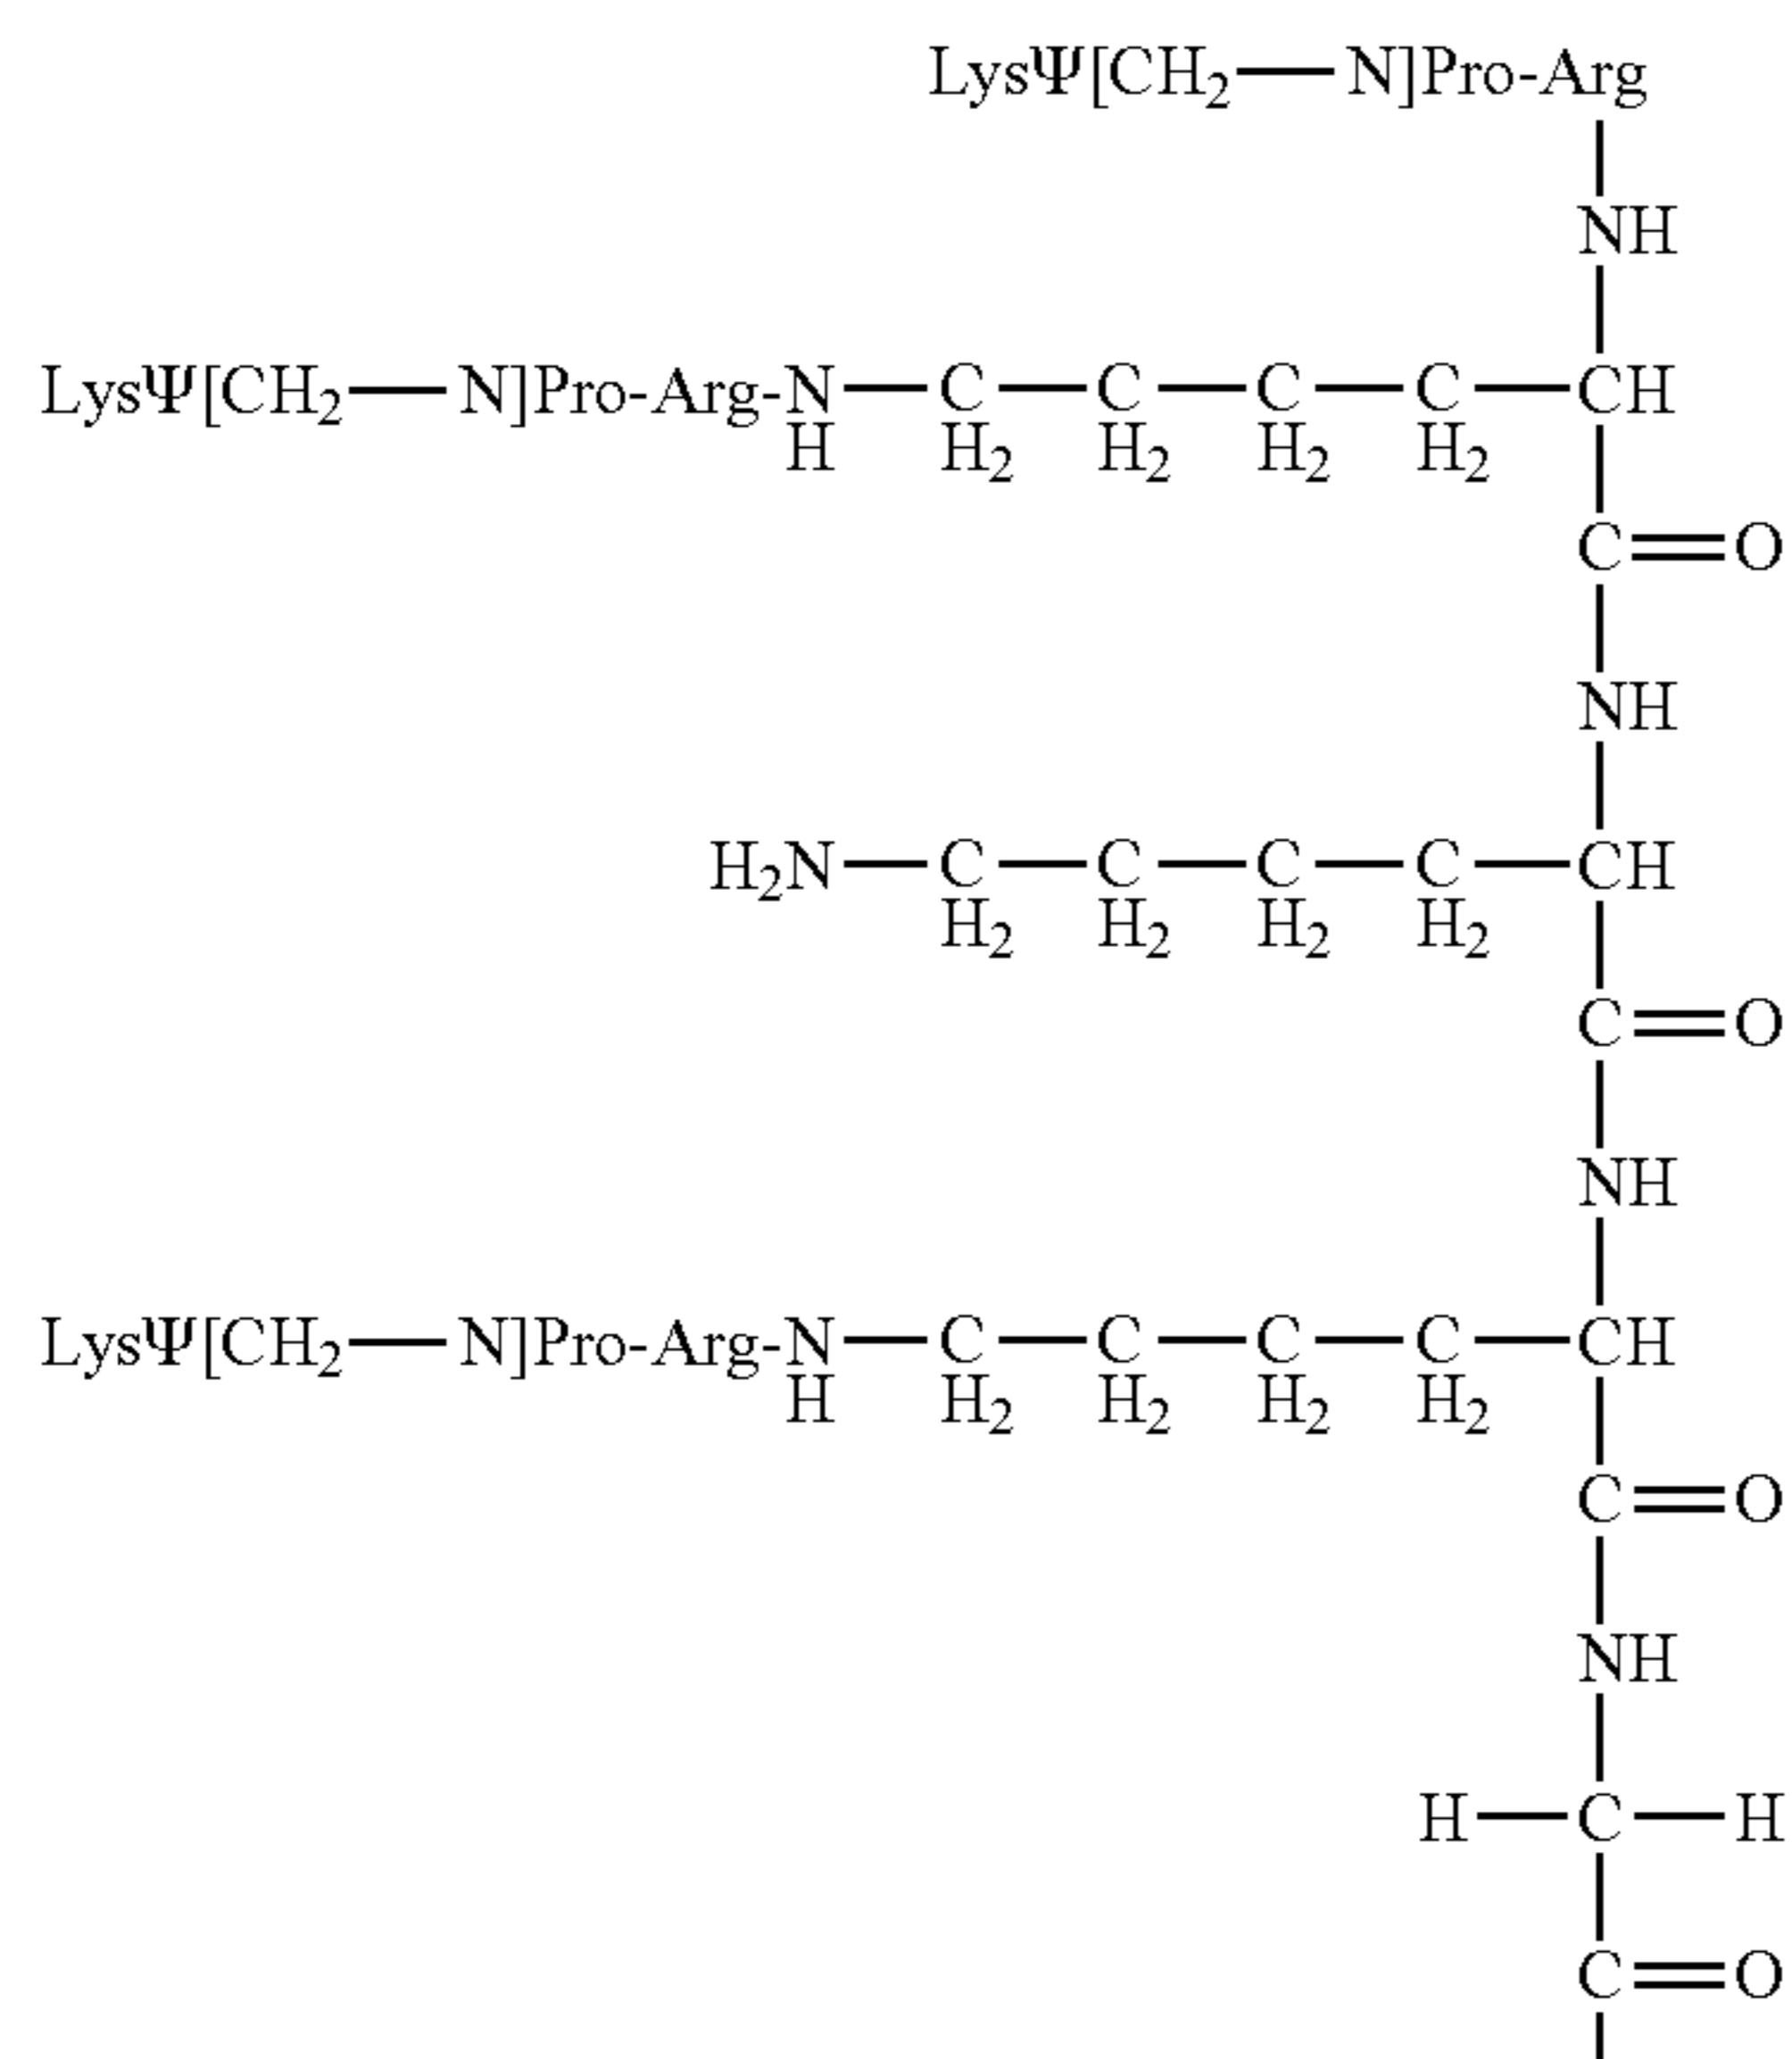 LysΨ[CH2—N]Pro-Arg
NH
LysΨ[CH2—N]Pro-Arg-N—C—C—C—C—CH
H H2 H2 H2 H2
C=O
NH
H2N—C—C—C—C—CH
H2 H2 H2 H2
C=O
NH
LysΨ[CH2—N]Pro-Arg-N—C—C—C—C—CH
H H2 H2 H2 H2
C=O
NH
H—C—H
C=O